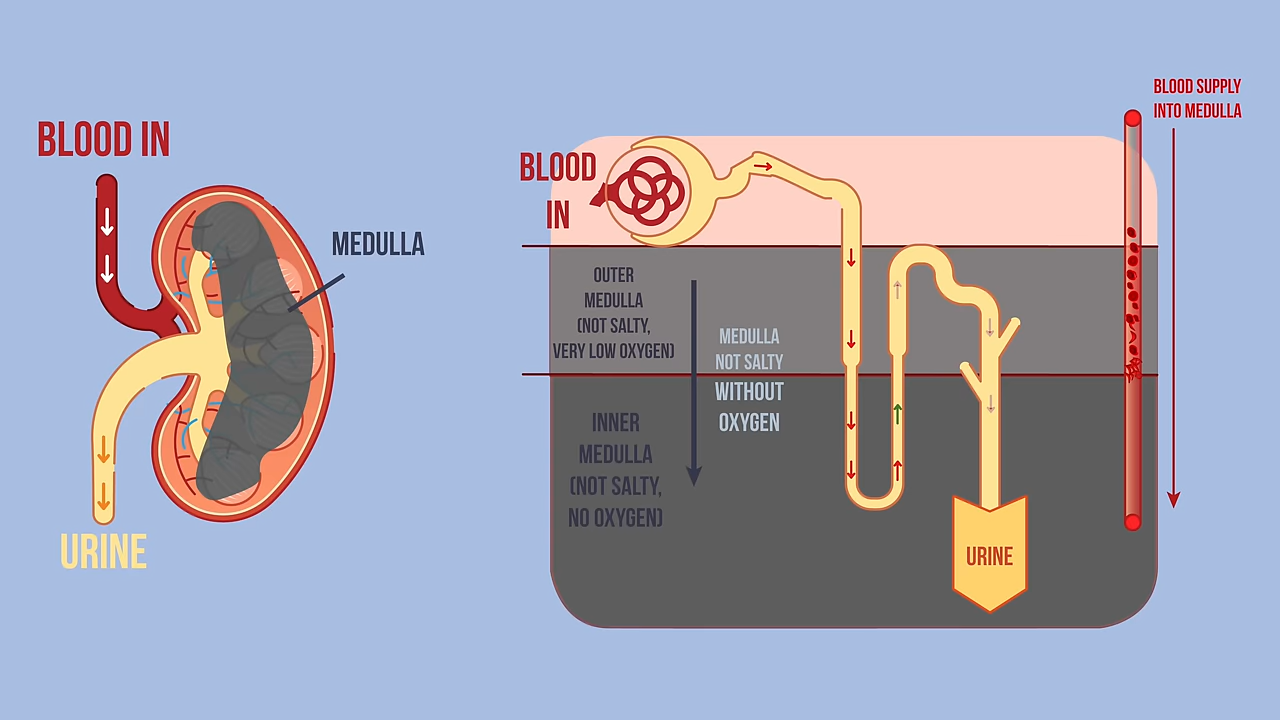 BLOOD IN
MEDULLA
URINE
BLOOD
IN
OUTER
MEDULLA
(NOT SALTY,
VERY LOW OXYGEN)
MEDULLA
NOT SALTY
WITHOUT
OXYGEN
INNER
MEDULLA
(NOT SALTY,
NO OXYGEN)
URINE
BLOOD SUPPLY
INTO MEDULLA